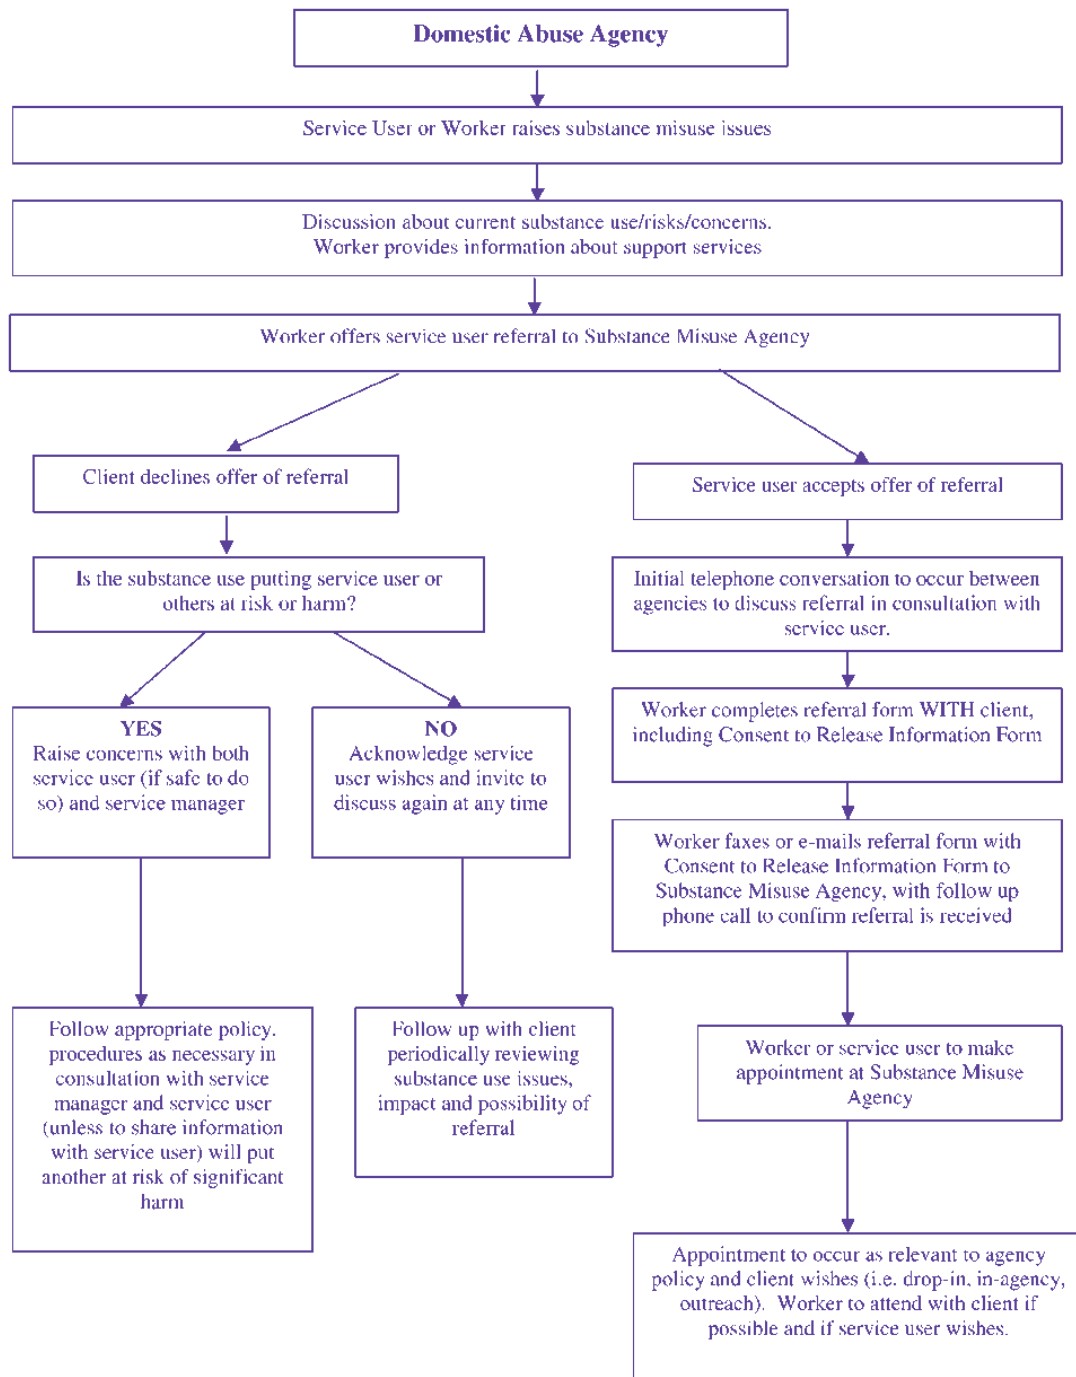 Domestic Abuse Agency
Service User or Worker raises substance misuse issues
Discussion about current substance use/risks/concerns.
Worker provides information about support services
Worker offers service user referral to Substance Misuse Agency
Client declines offer of referral
Is the substance use putting service user or
others at risk or harm?
YES
Raise concerns with both
service user (if safe to do
so) and service manager
NO
Acknowledge service
user wishes and invite to
discuss again at any time
Follow appropriate policy.
procedures as necessary in
consultation with service
manager and service user
(unless to share information
with service user) will put
another at risk of significant
harm
Follow up with client
periodically reviewing
substance use issues,
impact and possibility of
referral
Service user accepts offer of referral
Initial telephone conversation to occur between
agencies to discuss referral in consultation with
service user.
Worker completes referral form WITH client,
including Consent to Release Information Form
Worker faxes or e-mails referral form with
Consent to Release Information Form to
Substance Misuse Agency, with follow up
phone call to confirm referral is received
Worker or service user to make
appointment at Substance Misuse
Agency
Appointment to occur as relevant to agency
policy and client wishes (i.e. drop-in, in-agency,
outreach).  Worker to attend with client if
possible and if service user wishes.